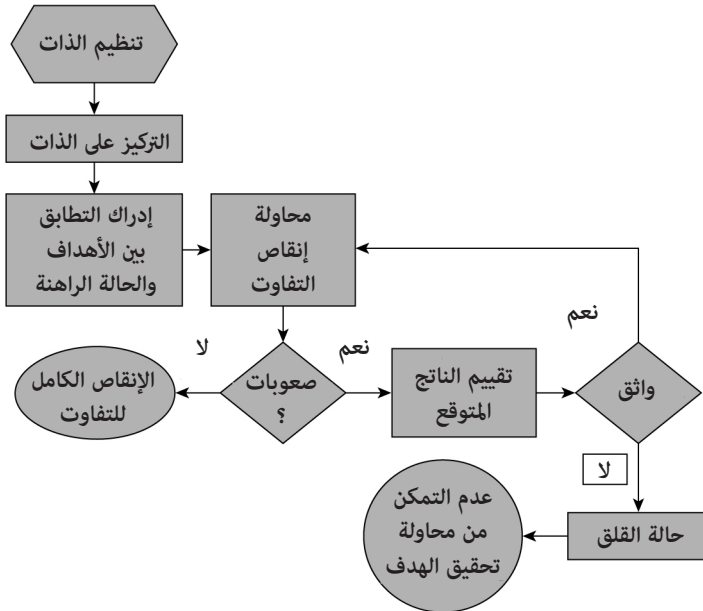 تنظيم الذات
التركيز على الذات
إدراك التطابق
بين الأهداف
والحالة الراهنة
محاولة
إنقاص
التفاوت
صعوبات
؟
لا
الإنقاص الكامل
للتفاوت
نعم
تقييم الناتج
المتوقع
واثق
نعم
لا
حالة القلق
عدم التمكن
من محاولة
تحقيق الهدف